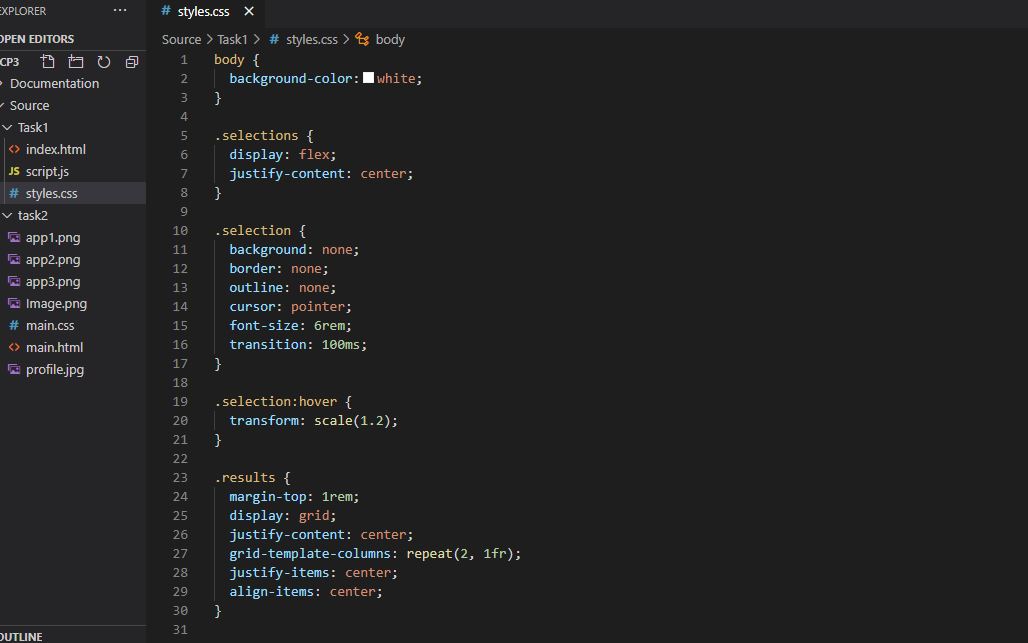 EXPLORER
OPEN EDITORS
CP3
Documentation
Source
Task1
index.html
JS script.js
# styles.css
task2
app1.png
app2.png
app3.png
Image.png
# main.css
main.html
profile.jpg
OUTLINE
# styles.css
Source > Task1 > # styles.css > body
1 body {
2   background-color: white;
3 }
4
5 .selections {
6   display: flex;
7   justify-content: center;
8 }
9
10 .selection {
11   background: none;
12   border: none;
13   outline: none;
14   cursor: pointer;
15   font-size: 6rem;
16   transition: 100ms;
17 }
18
19 .selection:hover {
20   transform: scale(1.2);
21 }
22
23 .results {
24   margin-top: 1rem;
25   display: grid;
26   justify-content: center;
27   grid-template-columns: repeat(2, 1fr);
28   justify-items: center;
29   align-items: center;
30 }
31